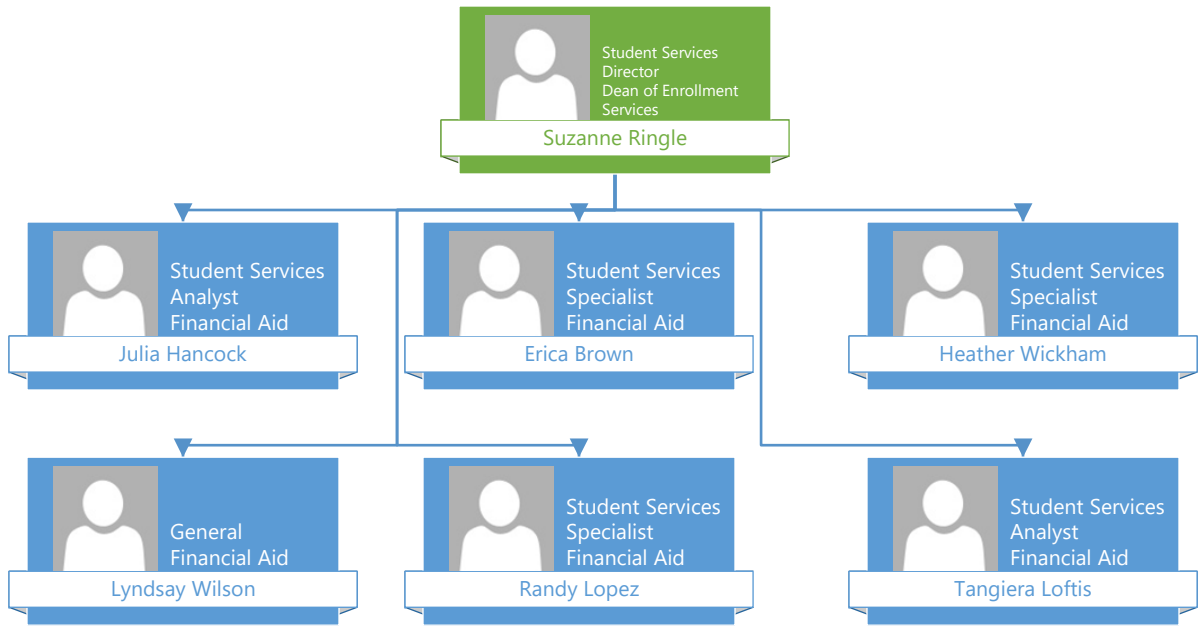 Student Services
Director
Dean of Enrollment
Services
Suzanne Ringle
Student Services
Analyst
Financial Aid
Julia Hancock
Student Services
Specialist
Financial Aid
Erica Brown
Student Services
Specialist
Financial Aid
Heather Wickham
General
Financial Aid
Lyndsay Wilson
Student Services
Specialist
Financial Aid
Randy Lopez
Student Services
Analyst
Financial Aid
Tangiera Loftis